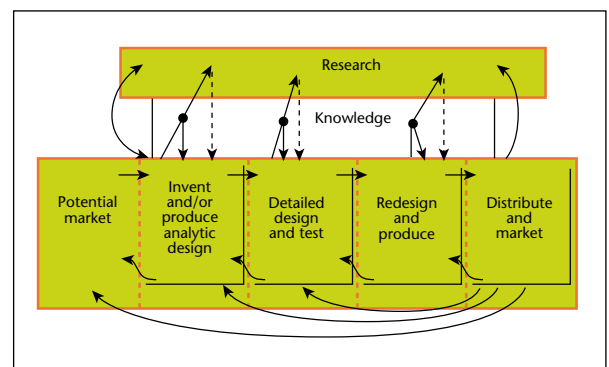 Research
Knowledge
Potential
market
Invent
and/or
produce
analytic
design
Detailed
design
and test
Redesign
and
produce
Distribute
and
market